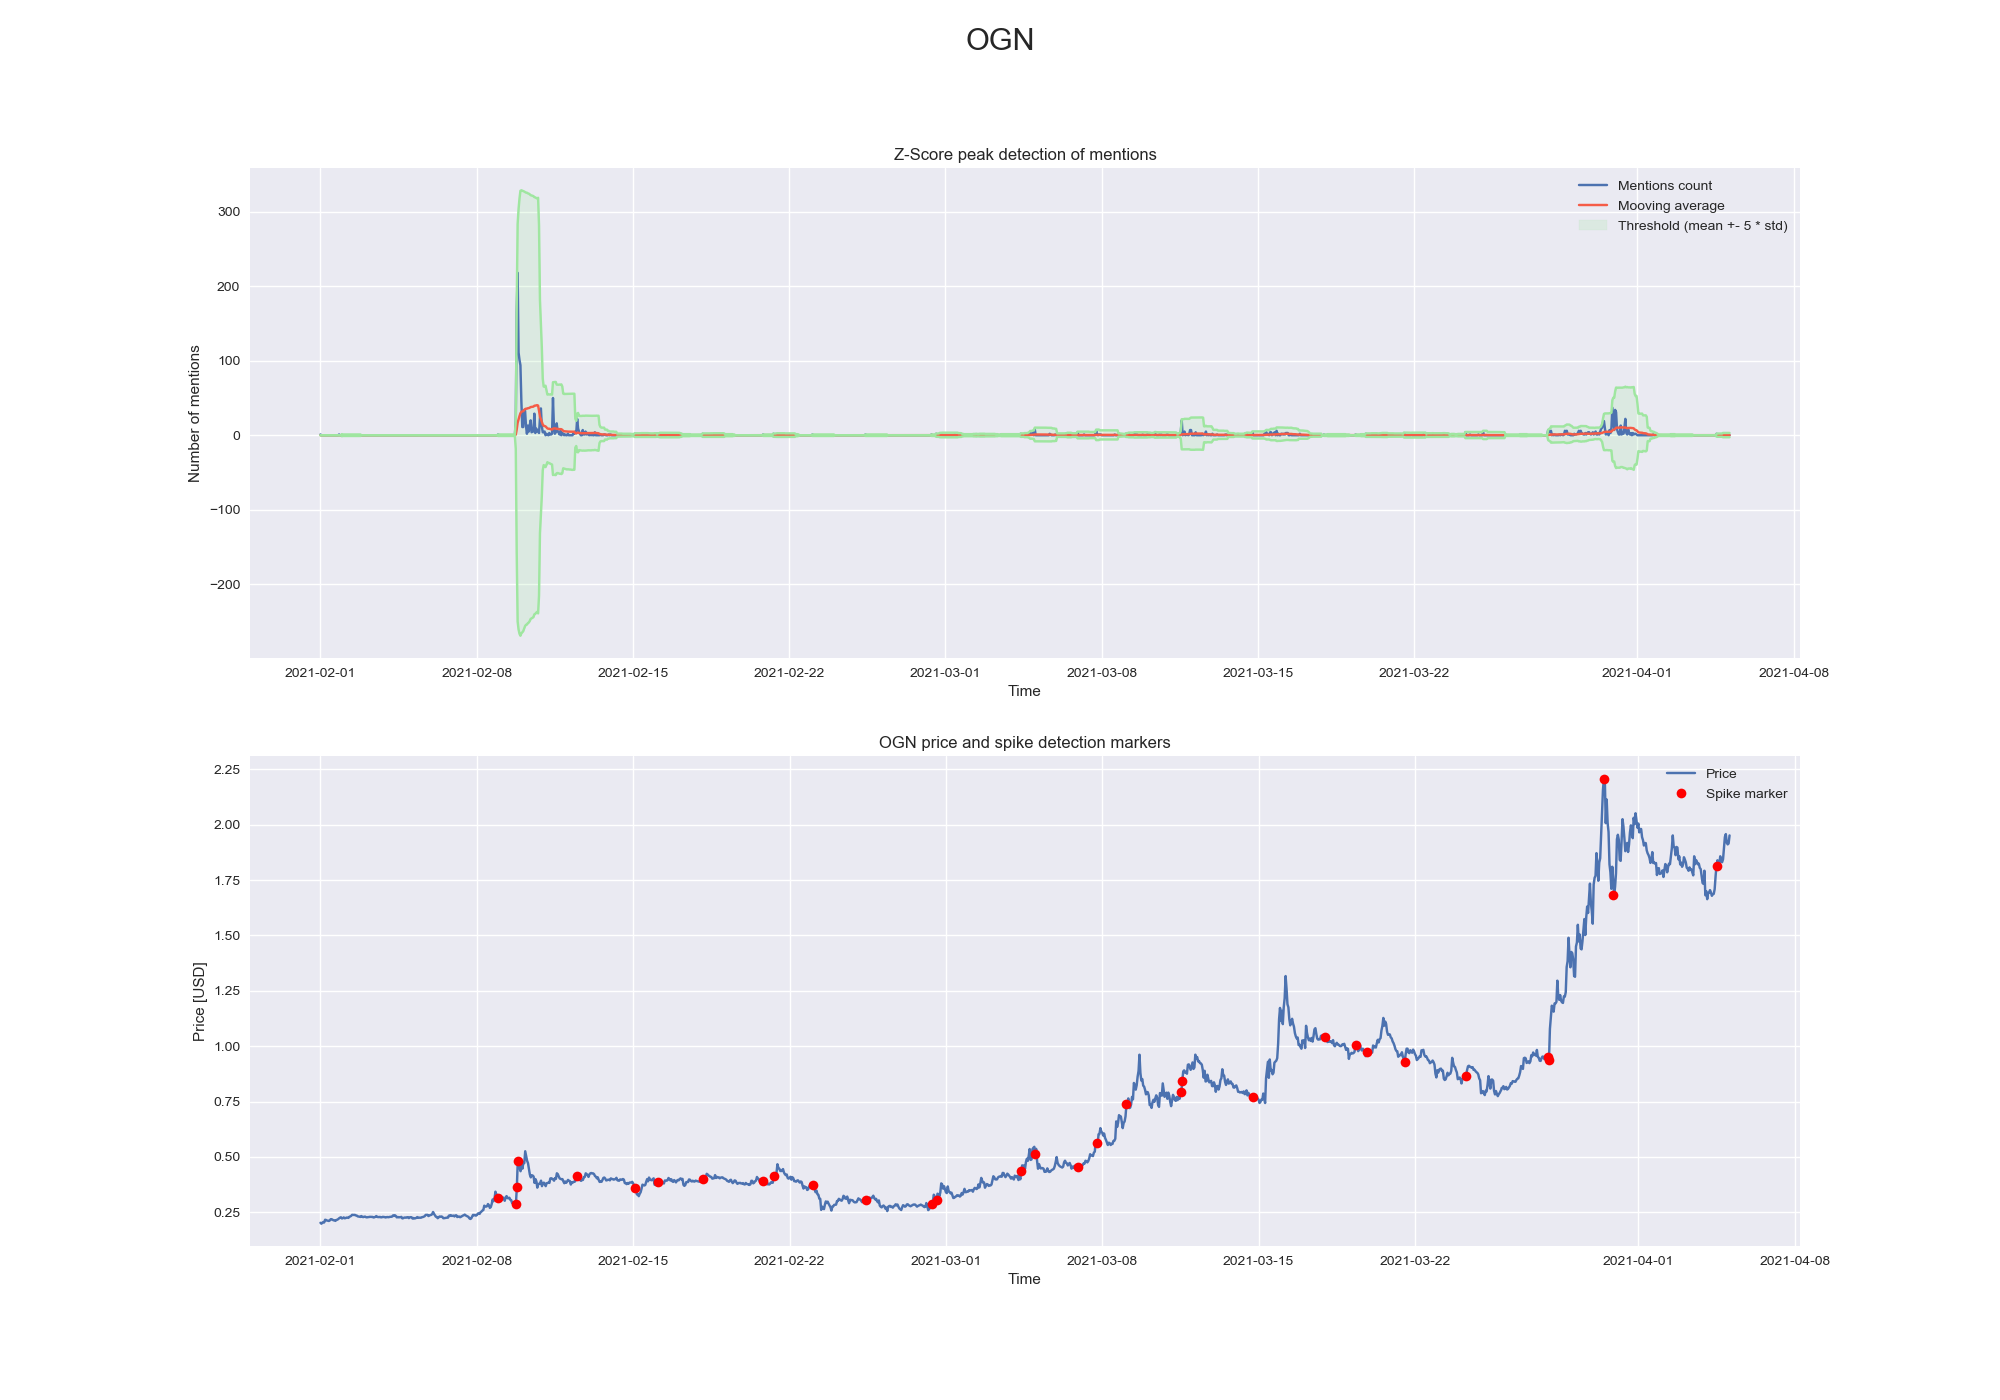 OGN
Z-Score peak detection of mentions
Mentions count
Mooving average
Threshold (mean +- 5 * std)
Number of mentions
300
200
100
0
−100
−200
2021-02-01 2021-02-08 2021-02-15 2021-02-22 2021-03-01 2021-03-08 2021-03-15 2021-03-22 2021-04-01 2021-04-08
Time
OGN price and spike detection markers
Price
Spike marker
Price [USD]
2.25
2.00
1.75
1.50
1.25
1.00
0.75
0.50
0.25
2021-02-01 2021-02-08 2021-02-15 2021-02-22 2021-03-01 2021-03-08 2021-03-15 2021-03-22 2021-04-01 2021-04-08
Time